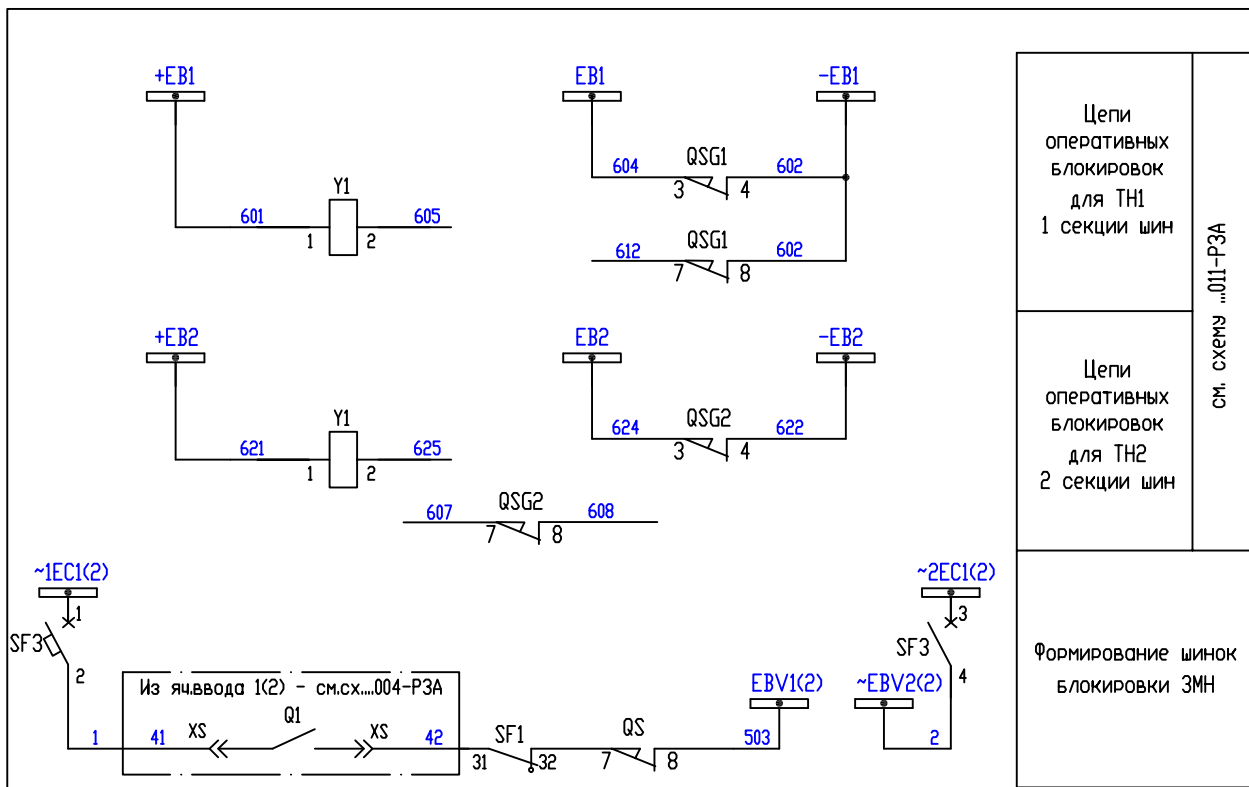 +EB1
EB1
-EB1
604
QSG1
602
3
4
Y1
601
605
1
2
612
QSG1
602
7
8
Цепи
оперативных
блокировок
для ТН1
1 секции шин
см. схему ...011-РЗА
+EB2
EB2
-EB2
Y1
621
625
1
2
624
QSG2
622
3
4
607
QSG2
608
7
8
Цепи
оперативных
блокировок
для ТН2
2 секции шин
~1EC1(2)
1
SF3
2
~2EC1(2)
3
SF3
4
Из яч.ввода 1(2) - см.сх....004-РЗА
EBV1(2)
~EBV2(2)
1
41
XS
Q1
XS
42
31
SF1
32
QS
7
8
503
2
Формирование шинок
блокировки ЗМН